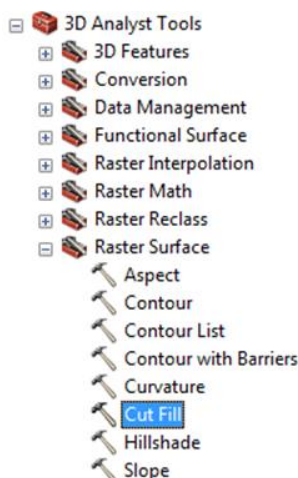 3D Analyst Tools
3D Features
Conversion
Data Management
Functional Surface
Raster Interpolation
Raster Math
Raster Reclass
Raster Surface
Aspect
Contour
Contour List
Contour with Barriers
Curvature
Cut Fill
Hillshade
Slope